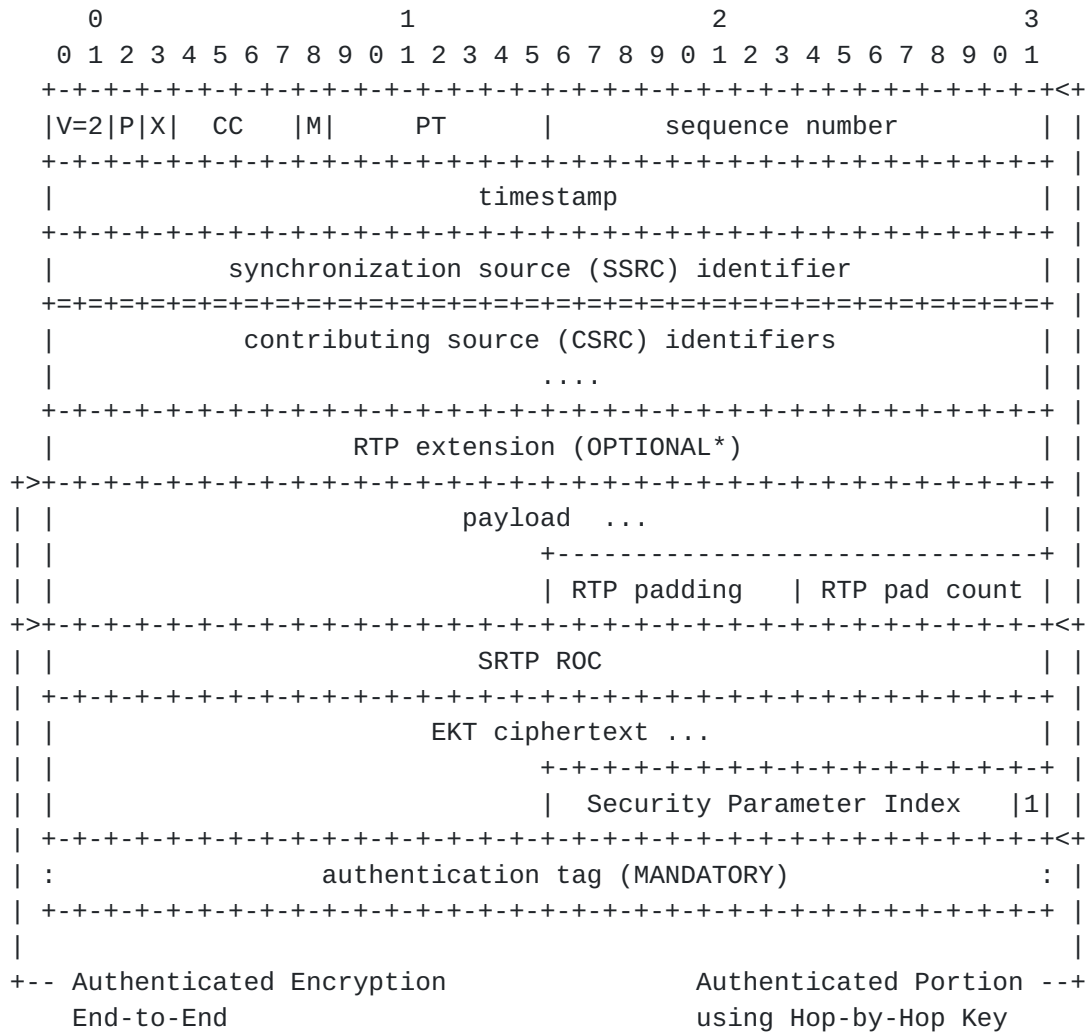 0                   1                   2                   3
   0 1 2 3 4 5 6 7 8 9 0 1 2 3 4 5 6 7 8 9 0 1 2 3 4 5 6 7 8 9 0 1
  +-+-+-+-+-+-+-+-+-+-+-+-+-+-+-+-+-+-+-+-+-+-+-+-+-+-+-+-+-+-+-+-+<+
  |V=2|P|X|  CC   |M|     PT      |       sequence number         | |
  +-+-+-+-+-+-+-+-+-+-+-+-+-+-+-+-+-+-+-+-+-+-+-+-+-+-+-+-+-+-+-+-+ |
  |                           timestamp                           | |
  +-+-+-+-+-+-+-+-+-+-+-+-+-+-+-+-+-+-+-+-+-+-+-+-+-+-+-+-+-+-+-+-+ |
  |           synchronization source (SSRC) identifier            | |
  +=+=+=+=+=+=+=+=+=+=+=+=+=+=+=+=+=+=+=+=+=+=+=+=+=+=+=+=+=+=+=+=+ |
  |            contributing source (CSRC) identifiers             | |
  |                               ....                            | |
  +-+-+-+-+-+-+-+-+-+-+-+-+-+-+-+-+-+-+-+-+-+-+-+-+-+-+-+-+-+-+-+-+ |
  |                   RTP extension (OPTIONAL*)                   | |
+>+-+-+-+-+-+-+-+-+-+-+-+-+-+-+-+-+-+-+-+-+-+-+-+-+-+-+-+-+-+-+-+-+ |
| |                          payload  ...                         | |
| |                               +-------------------------------+ |
| |                               | RTP padding   | RTP pad count | |
+>+-+-+-+-+-+-+-+-+-+-+-+-+-+-+-+-+-+-+-+-+-+-+-+-+-+-+-+-+-+-+-+-+<+
| |                           SRTP ROC                            | |
| +-+-+-+-+-+-+-+-+-+-+-+-+-+-+-+-+-+-+-+-+-+-+-+-+-+-+-+-+-+-+-+-+ |
| |                        EKT ciphertext ...                     | |
| |                               +-+-+-+-+-+-+-+-+-+-+-+-+-+-+-+-+ |
| |                               |  Security Parameter Index   |1| |
| +-+-+-+-+-+-+-+-+-+-+-+-+-+-+-+-+-+-+-+-+-+-+-+-+-+-+-+-+-+-+-+-+<+
| :                 authentication tag (MANDATORY)                : |
| +-+-+-+-+-+-+-+-+-+-+-+-+-+-+-+-+-+-+-+-+-+-+-+-+-+-+-+-+-+-+-+-+ |
|                                                                   |
+-- Authenticated Encryption                Authenticated Portion --+
    End-to-End                              using Hop-by-Hop Key